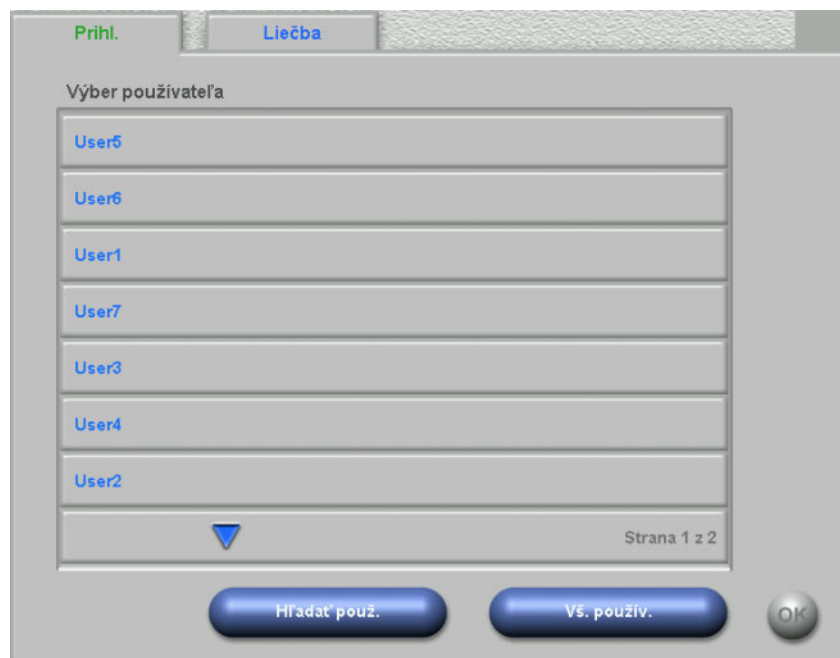 Prihl.
Liečba
Výber používateľa
User5
User6
User1
User7
User3
User4
User2
Strana 1 z 2
Hľadať použ.
Vš. použív.
OK